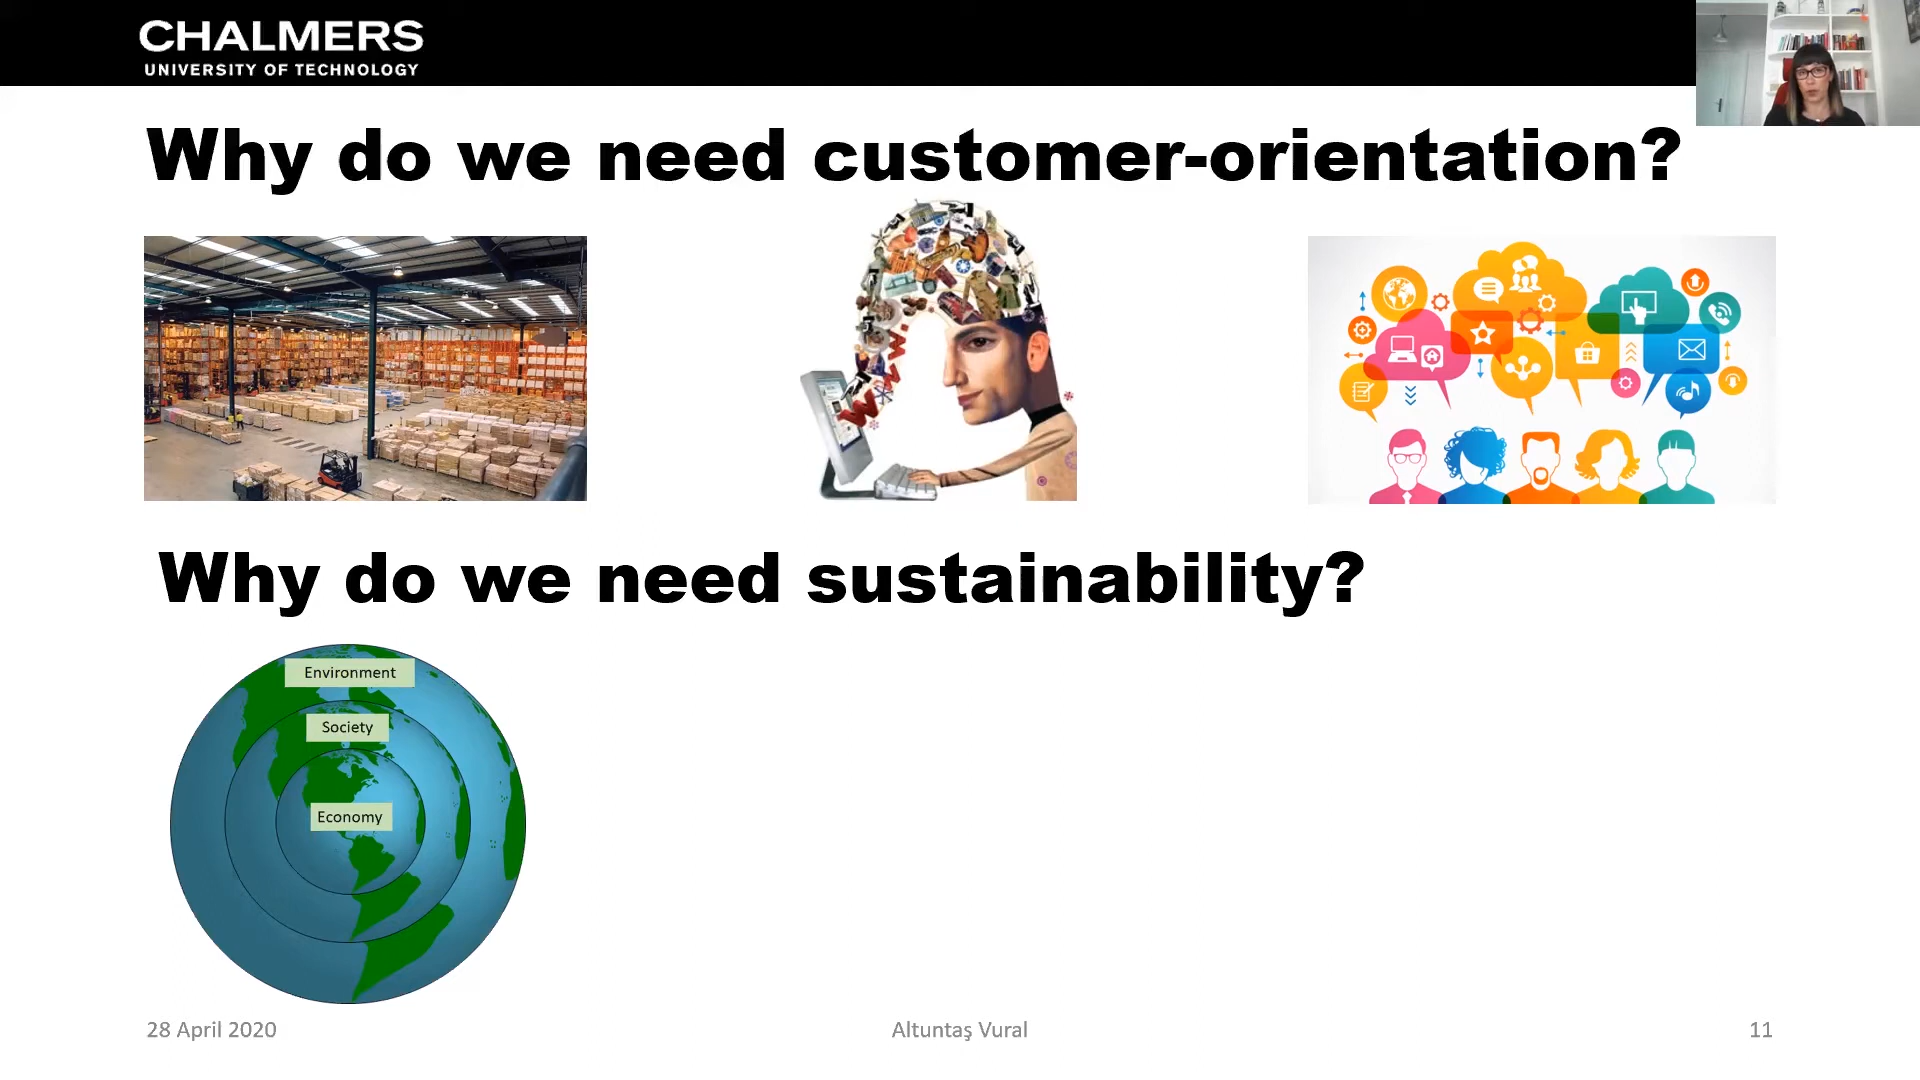 CHALMERS
UNIVERSITY OF TECHNOLOGY
Why do we need customer-orientation?
Why do we need sustainability?
Environment
Society
Economy
28 April 2020
Altuntaş Vural
11